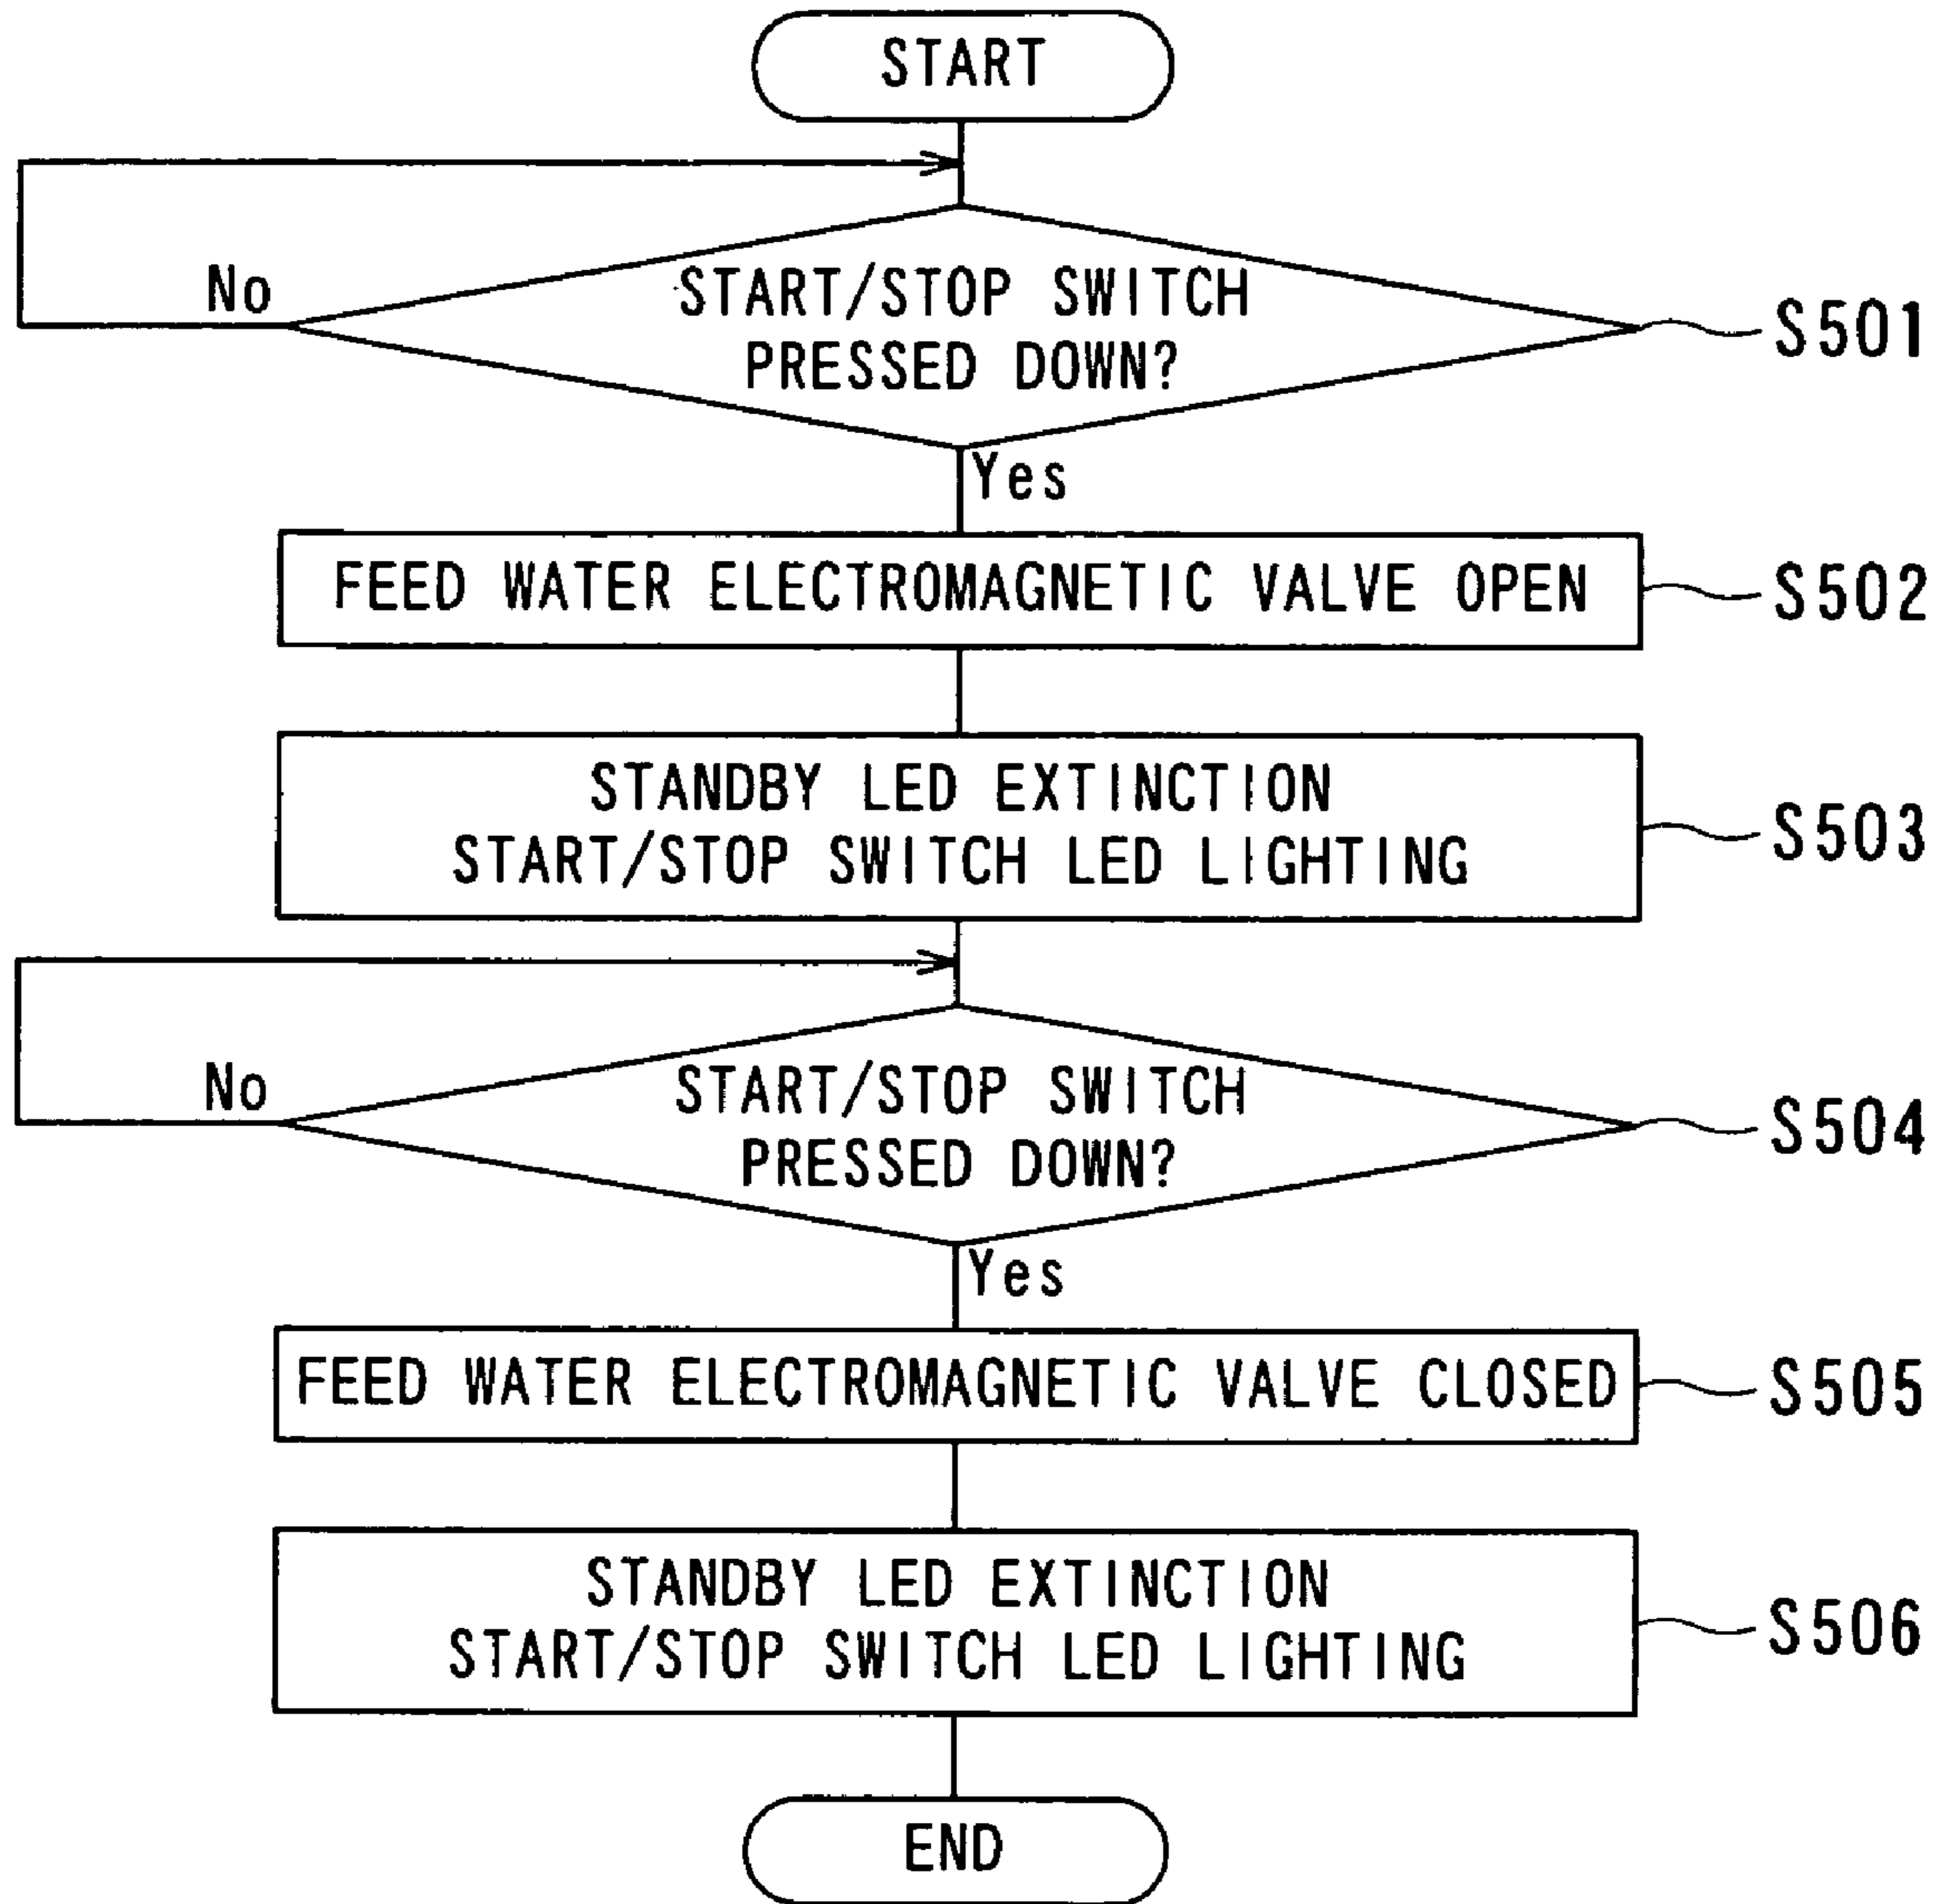 START
No
START/STOP SWITCH
PRESSED DOWN?
S501
Yes
FEED WATER ELECTROMAGNETIC VALVE OPEN
S502
STANDBY LED EXTINCTION
START/STOP SWITCH LED LIGHTING
S503
No
START/STOP SWITCH
PRESSED DOWN?
S504
Yes
FEED WATER ELECTROMAGNETIC VALVE CLOSED
S505
STANDBY LED EXTINCTION
START/STOP SWITCH LED LIGHTING
S506
END